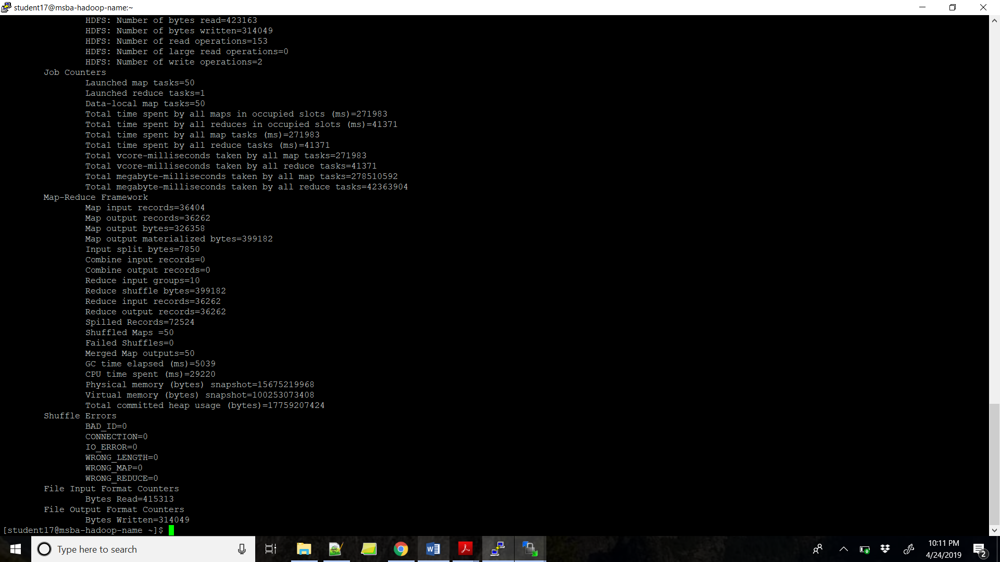 student17@msba-hadoop-name:~
HDFS: Number of bytes read=423163
HDFS: Number of bytes written=314049
HDFS: Number of read operations=153
HDFS: Number of large read operations=0
HDFS: Number of write operations=2
Job Counters
Launched map tasks=50
Launched reduce tasks=1
Data-local map tasks=50
Total time spent by all maps in occupied slots (ms)=271983
Total time spent by all reduces in occupied slots (ms)=41371
Total time spent by all map tasks (ms)=271983
Total time spent by all reduce tasks (ms)=41371
Total vcore-milliseconds taken by all map tasks=271983
Total vcore-milliseconds taken by all reduce tasks=41371
Total megabyte-milliseconds taken by all map tasks=278510592
Total megabyte-milliseconds taken by all reduce tasks=42363904
Map-Reduce Framework
Map input records=36404
Map output records=36262
Map output bytes=326358
Map output materialized bytes=399182
Input split bytes=7850
Combine input records=0
Combine output records=0
Reduce input groups=10
Reduce shuffle bytes=399182
Reduce input records=36262
Reduce output records=36262
Spilled Records=72524
Shuffled Maps =50
Failed Shuffles=0
Merged Map outputs=50
GC time elapsed (ms)=5039
CPU time spent (ms)=29220
Physical memory (bytes) snapshot=15675219968
Virtual memory (bytes) snapshot=100253073408
Total committed heap usage (bytes)=17759207424
Shuffle Errors
BAD_ID=0
CONNECTION=0
IO_ERROR=0
WRONG_LENGTH=0
WRONG_MAP=0
WRONG_REDUCE=0
File Input Format Counters
Bytes Read=415313
File Output Format Counters
Bytes Written=314049
[student17@msba-hadoop-name ~]$
Type here to search
10:11 PM
4/24/2019
2